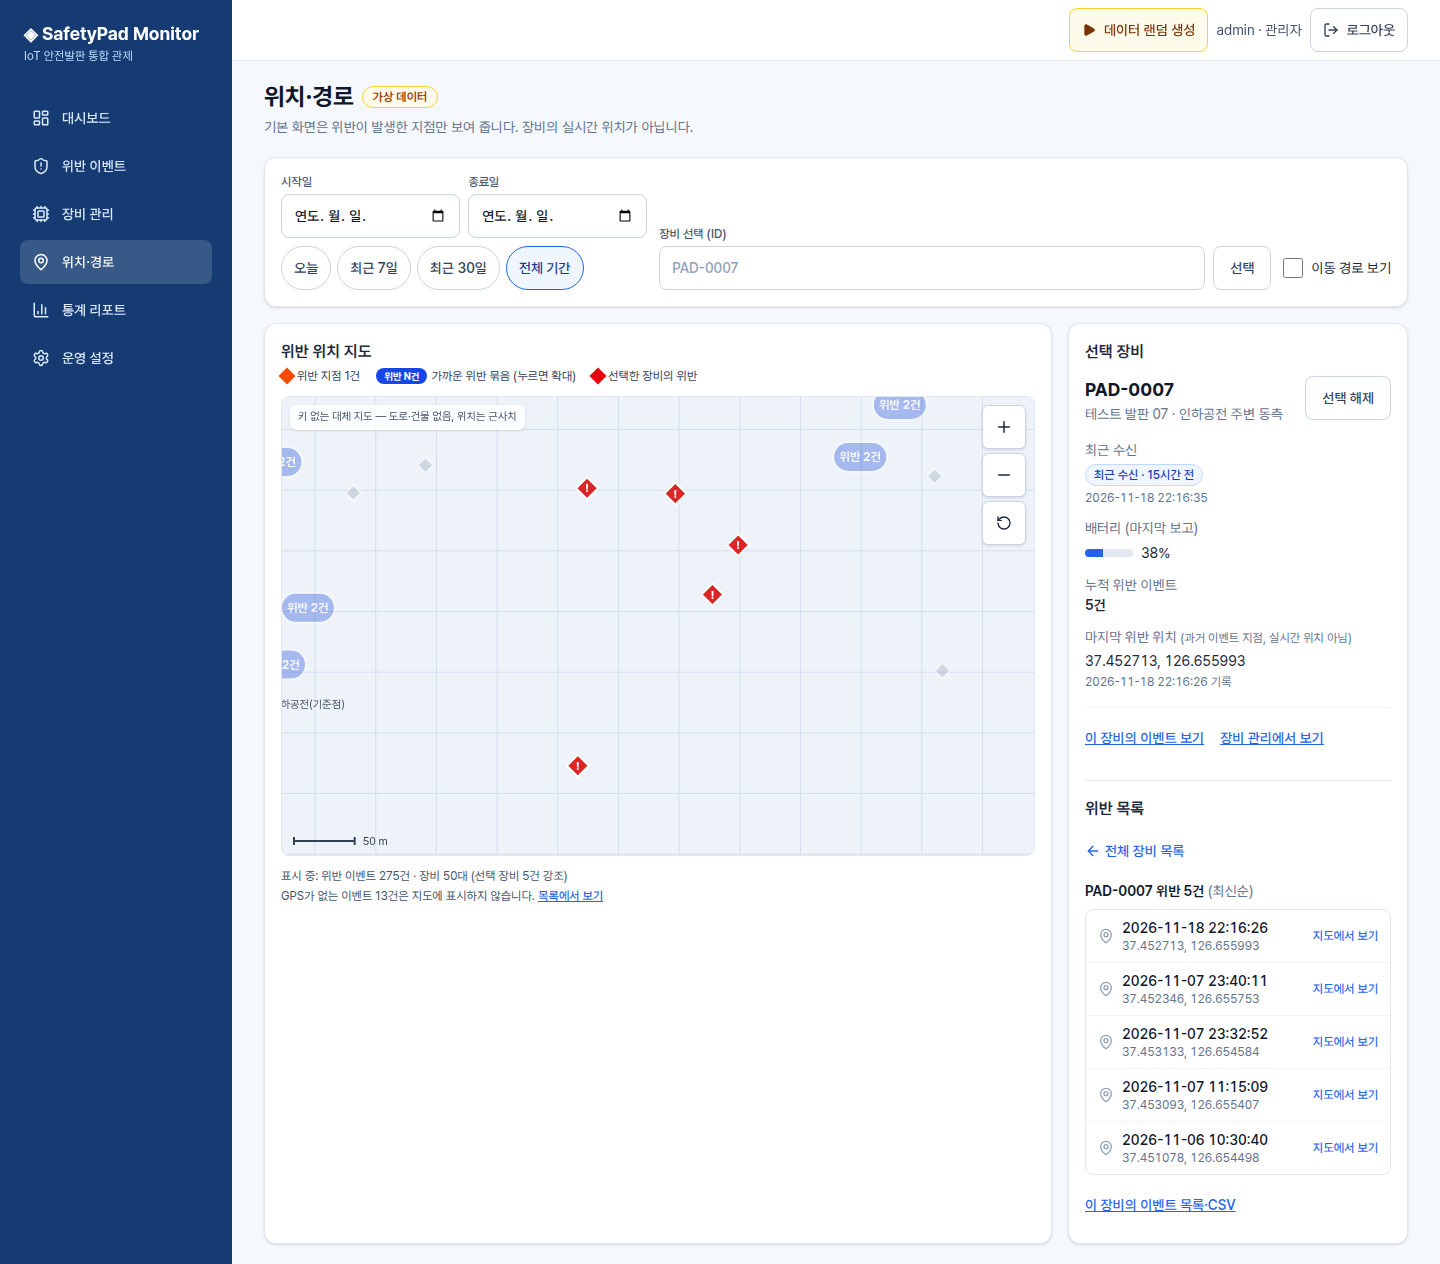 ◈ SafetyPad Monitor
IoT 안전발판 통합 관제
대시보드
위반 이벤트
장비 관리
위치·경로
통계 리포트
운영 설정
데이터 랜덤 생성
admin · 관리자
로그아웃
위치·경로
가상 데이터
기본 화면은 위반이 발생한 지점만 보여 줍니다. 장비의 실시간 위치가 아닙니다.
시작일
종료일
연도. 월. 일.
연도. 월. 일.
오늘
최근 7일
최근 30일
전체 기간
장비 선택 (ID)
PAD-0007
선택
이동 경로 보기
위반 위치 지도
위반 지점 1건
위반 N건
가까운 위반 묶음 (누르면 확대)
선택한 장비의 위반
키 없는 대체 지도 — 도로·건물 없음, 위치는 근사치
위반 2건
위반 2건
2건
위반 2건
2건
하공전(기준점)
50 m
표시 중: 위반 이벤트 275건 · 장비 50대 (선택 장비 5건 강조)
GPS가 없는 이벤트 13건은 지도에 표시하지 않습니다. 목록에서 보기
선택 장비
PAD-0007
테스트 발판 07 · 인하공전 주변 동측
선택 해제
최근 수신
최근 수신 · 15시간 전
2026-11-18 22:16:35
배터리 (마지막 보고)
38%
누적 위반 이벤트
5건
마지막 위반 위치 (과거 이벤트 지점, 실시간 위치 아님)
37.452713, 126.655993
2026-11-18 22:16:26 기록
이 장비의 이벤트 보기
장비 관리에서 보기
위반 목록
← 전체 장비 목록
PAD-0007 위반 5건 (최신순)
2026-11-18 22:16:26
37.452713, 126.655993
지도에서 보기
2026-11-07 23:40:11
37.452346, 126.655753
지도에서 보기
2026-11-07 23:32:52
37.453133, 126.654584
지도에서 보기
2026-11-07 11:15:09
37.453093, 126.655407
지도에서 보기
2026-11-06 10:30:40
37.451078, 126.654498
지도에서 보기
이 장비의 이벤트 목록·CSV